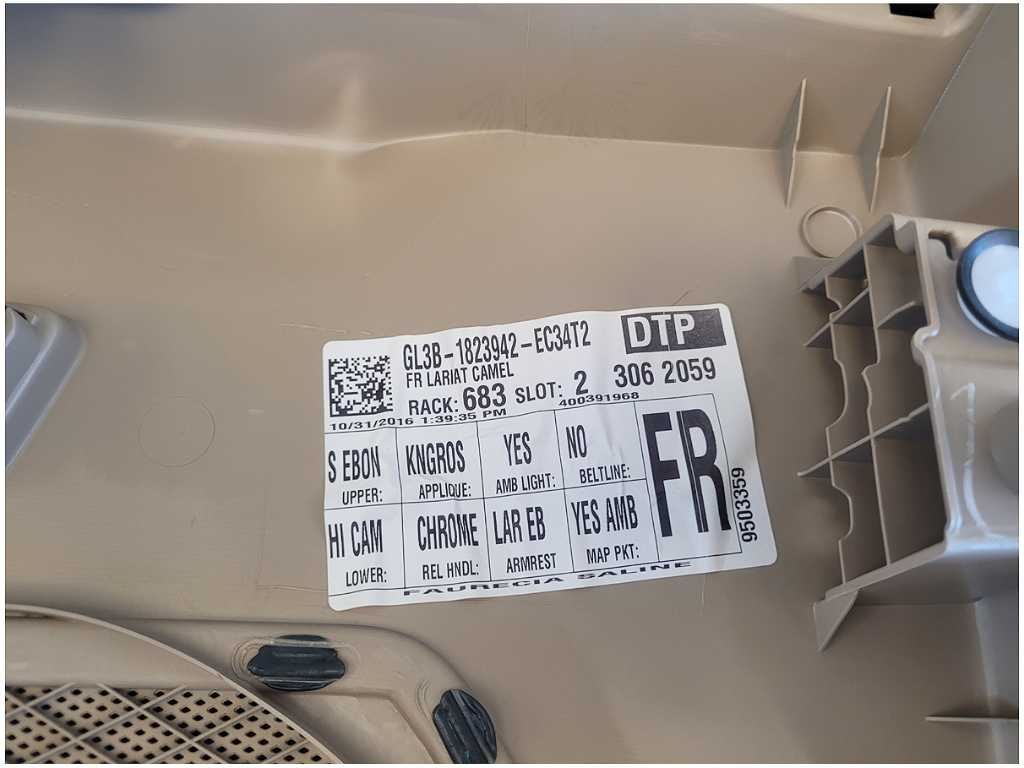 GL3B-1823942-EC34T2
DTP
FR LARIAT CAMEL
RACK: 683 SLOT: 2 306 2059
10/31/2016 1:39:35 PM
400391968
S EBON KNGROS YES NO
UPPER: APPLIQUE: AMB LIGHT: BELTLINE:
FR
9503359
HI CAM CHROME LAR EB YES AMB
LOWER: REL HNDL: ARMREST MAP PKT:
FAURECIA SALINE